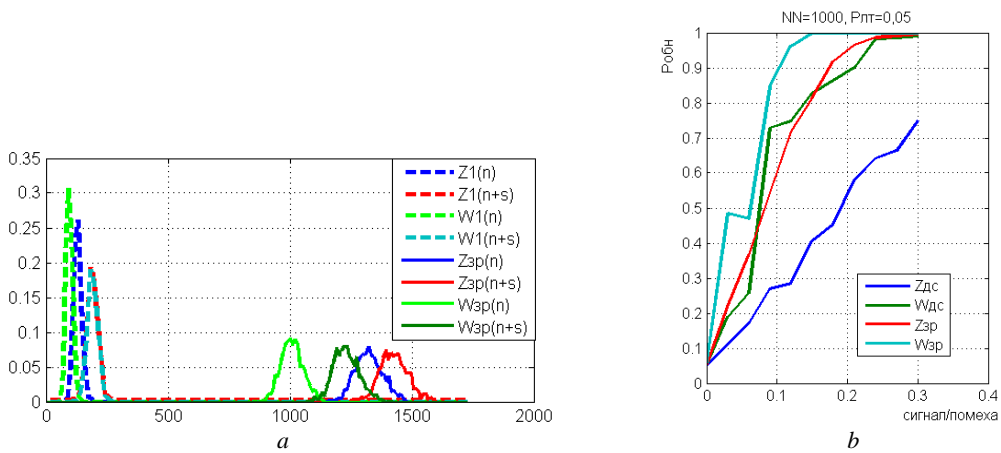 0.35
0.3
0.25
0.2
0.15
0.1
0.05
0
0
500
1000
1500
2000
Z1(n)
Z1(n+s)
W1(n)
W1(n+s)
Zзр(n)
Zзр(n+s)
Wзр(n)
Wзр(n+s)
a
NN=1000, Pлт=0,05
Pобн
1
0.9
0.8
0.7
0.6
0.5
0.4
0.3
0.2
0.1
0
0
0.1
0.2
0.3
0.4
сигнал/помеха
Zдс
Wдс
Zзр
Wзр
b